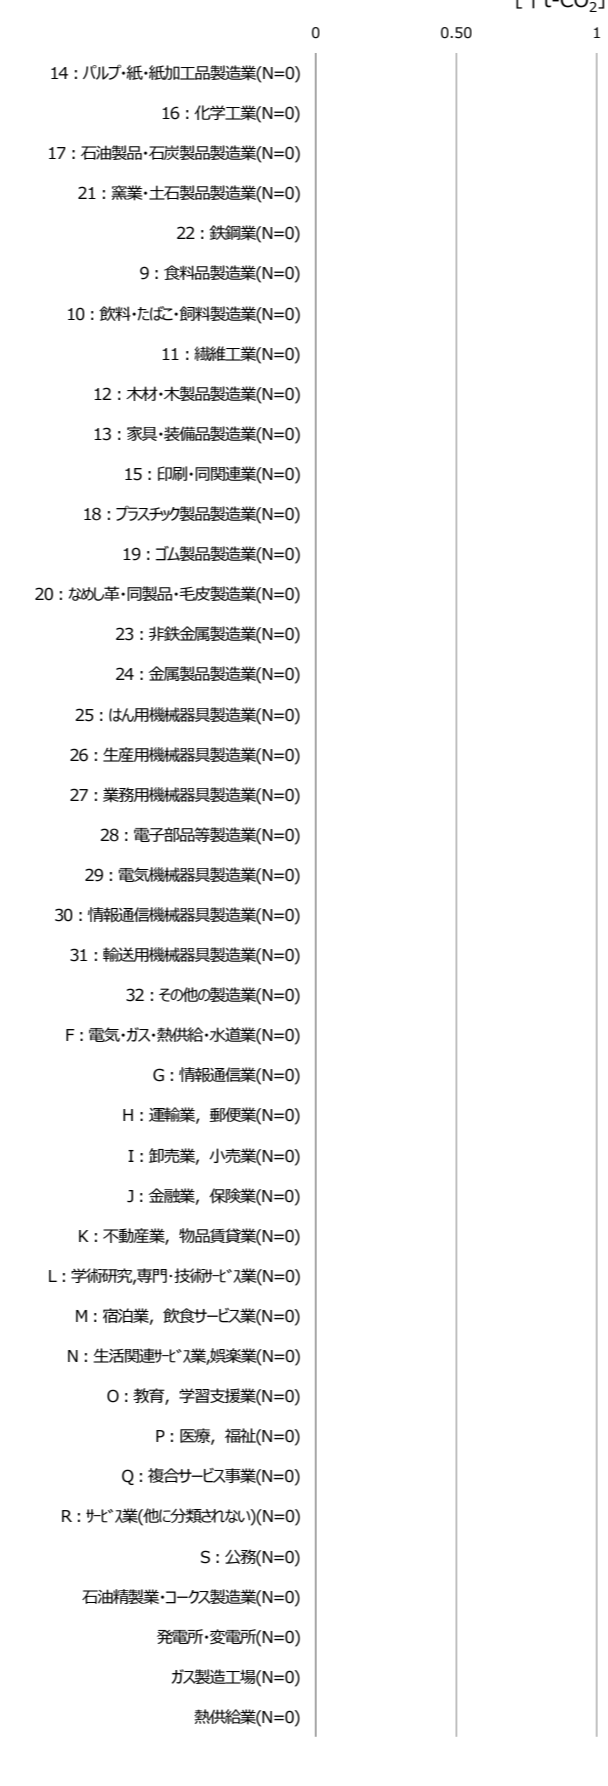 t-CO2]
0 0.50 1
14：パルプ・紙・紙加工品製造業(N=0)
16：化学工業(N=0)
17：石油製品・石炭製品製造業(N=0)
21：窯業・土石製品製造業(N=0)
22：鉄鋼業(N=0)
9：食料品製造業(N=0)
10：飲料・たばこ・飼料製造業(N=0)
11：繊維工業(N=0)
12：木材・木製品製造業(N=0)
13：家具・装備品製造業(N=0)
15：印刷・同関連業(N=0)
18：プラスチック製品製造業(N=0)
19：ゴム製品製造業(N=0)
20：なめし革・同製品・毛皮製造業(N=0)
23：非鉄金属製造業(N=0)
24：金属製品製造業(N=0)
25：はん用機械器具製造業(N=0)
26：生産用機械器具製造業(N=0)
27：業務用機械器具製造業(N=0)
28：電子部品等製造業(N=0)
29：電気機械器具製造業(N=0)
30：情報通信機械器具製造業(N=0)
31：輸送用機械器具製造業(N=0)
32：その他の製造業(N=0)
F：電気・ガス・熱供給・水道業(N=0)
G：情報通信業(N=0)
H：運輸業，郵便業(N=0)
I：卸売業，小売業(N=0)
J：金融業，保険業(N=0)
K：不動産業，物品賃貸業(N=0)
L：学術研究,専門・技術ｻｰﾋﾞｽ業(N=0)
M：宿泊業，飲食サービス業(N=0)
N：生活関連ｻｰﾋﾞｽ業,娯楽業(N=0)
O：教育，学習支援業(N=0)
P：医療，福祉(N=0)
Q：複合サービス事業(N=0)
R：ｻｰﾋﾞｽ業(他に分類されない)(N=0)
S：公務(N=0)
石油精製業・コークス製造業(N=0)
発電所・変電所(N=0)
ガス製造工場(N=0)
熱供給業(N=0)